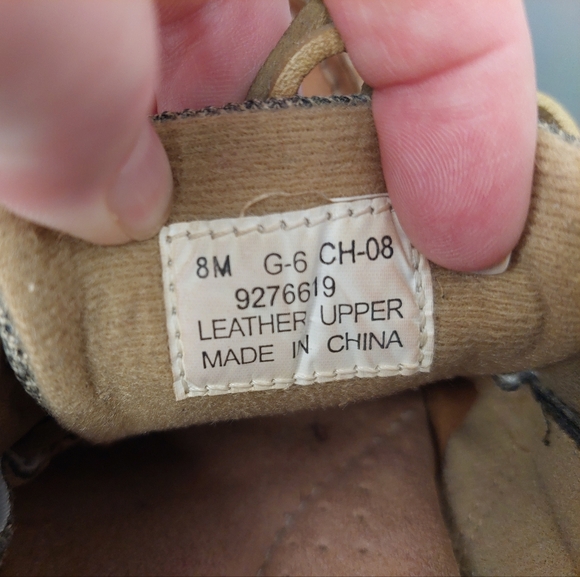 8M G-6 CH-08
9276619
LEATHER UPPER
MADE IN CHINA